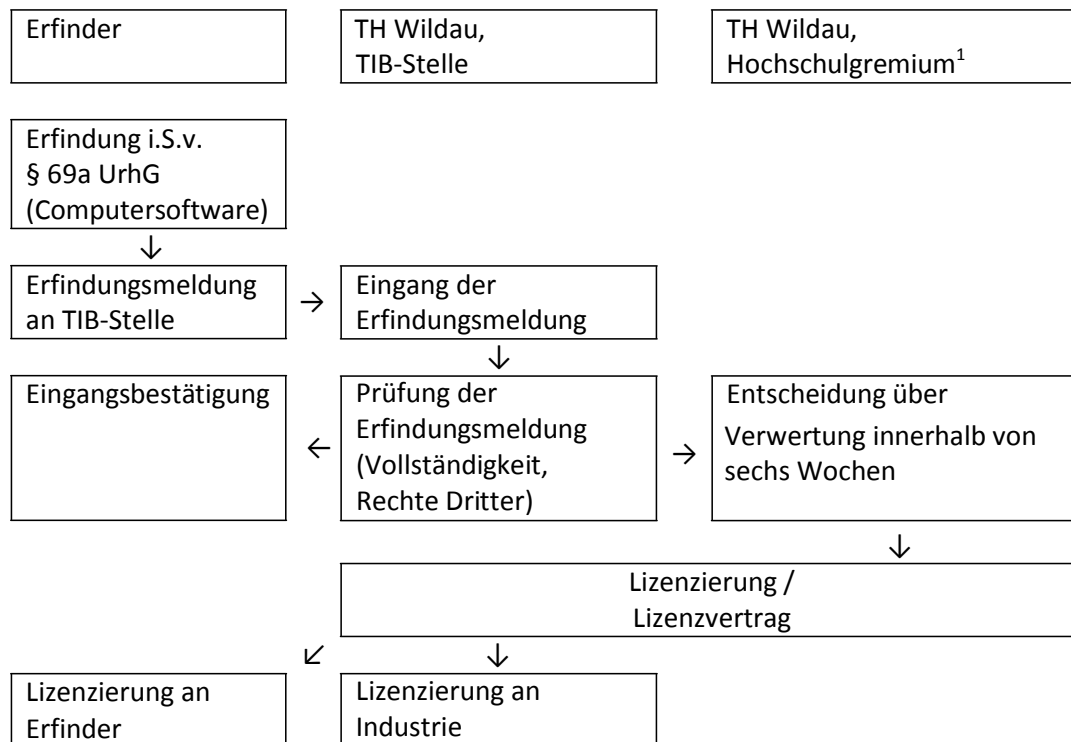 Erfinder
TH Wildau,
TIB-Stelle
TH Wildau,
Hochschulgremium¹
Erfindung i.S.v.
§ 69a UrhG
(Computersoftware)
↓
Erfindungsmeldung
an TIB-Stelle
→
Eingang der
Erfindungsmeldung
↓
Eingangsbestätigung
←
Prüfung der
Erfindungsmeldung
(Vollständigkeit,
Rechte Dritter)
→
Entscheidung über
Verwertung innerhalb von
sechs Wochen
↓
Lizenzierung /
Lizenzvertrag
↙
↓
Lizenzierung an
Erfinder
Lizenzierung an
Industrie